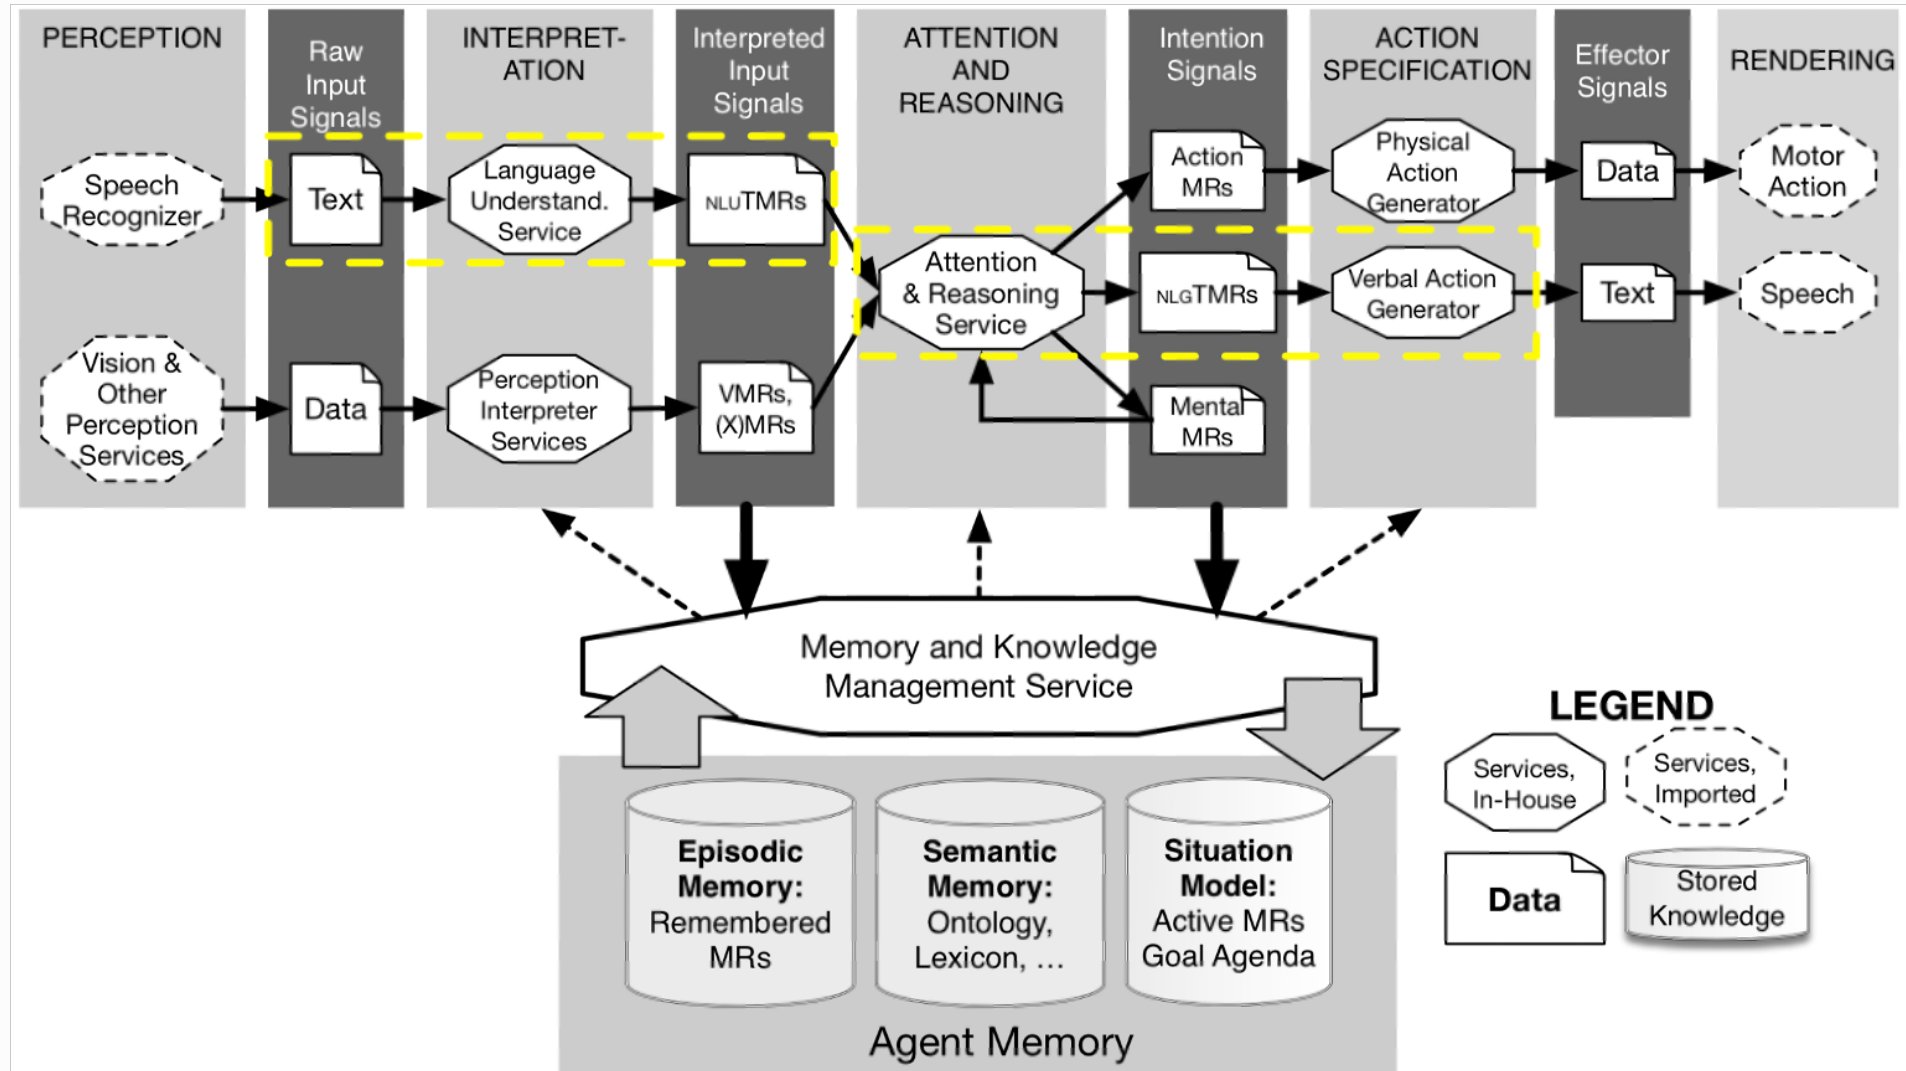 PERCEPTION
Raw
Input
Signals
INTERPRET-
ATION
Interpreted
Input
Signals
ATTENTION
AND
REASONING
Intention
Signals
ACTION
SPECIFICATION
Effector
Signals
RENDERING
Speech
Recognizer
Text
Language
Understand.
Service
NLUTMRs
Attention
& Reasoning
Service
Action
MRs
Physical
Action
Generator
Data
Motor
Action
NLGTMRs
Verbal Action
Generator
Text
Speech
Vision &
Other
Perception
Services
Data
Perception
Interpreter
Services
VMRs,
(X)MRs
Mental
MRs
Memory and Knowledge
Management Service
Episodic
Memory:
Remembered
MRs
Semantic
Memory:
Ontology,
Lexicon, …
Situation
Model:
Active MRs
Goal Agenda
Agent Memory
LEGEND
Services,
In-House
Services,
Imported
Data
Stored
Knowledge